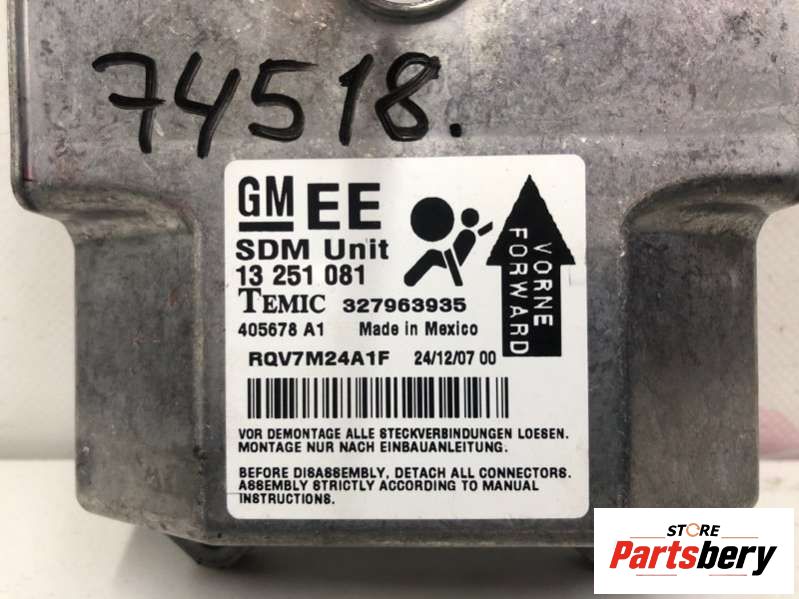 74518.
GM EE
SDM Unit
13 251 081
TEMIC 327963935
405678 A1 Made in Mexico
RQV7M24A1F 24/12/07 00
VORNE
FORWARD
VOR DEMONTAGE ALLE STECKVERBINDUNGEN LOESEN.
MONTAGE NUR NACH EINBAUANLEITUNG.
BEFORE DISASSEMBLY, DETACH ALL CONNECTORS.
ASSEMBLY STRICTLY ACCORDING TO MANUAL
INSTRUCTIONS.
STORE
Partsbery